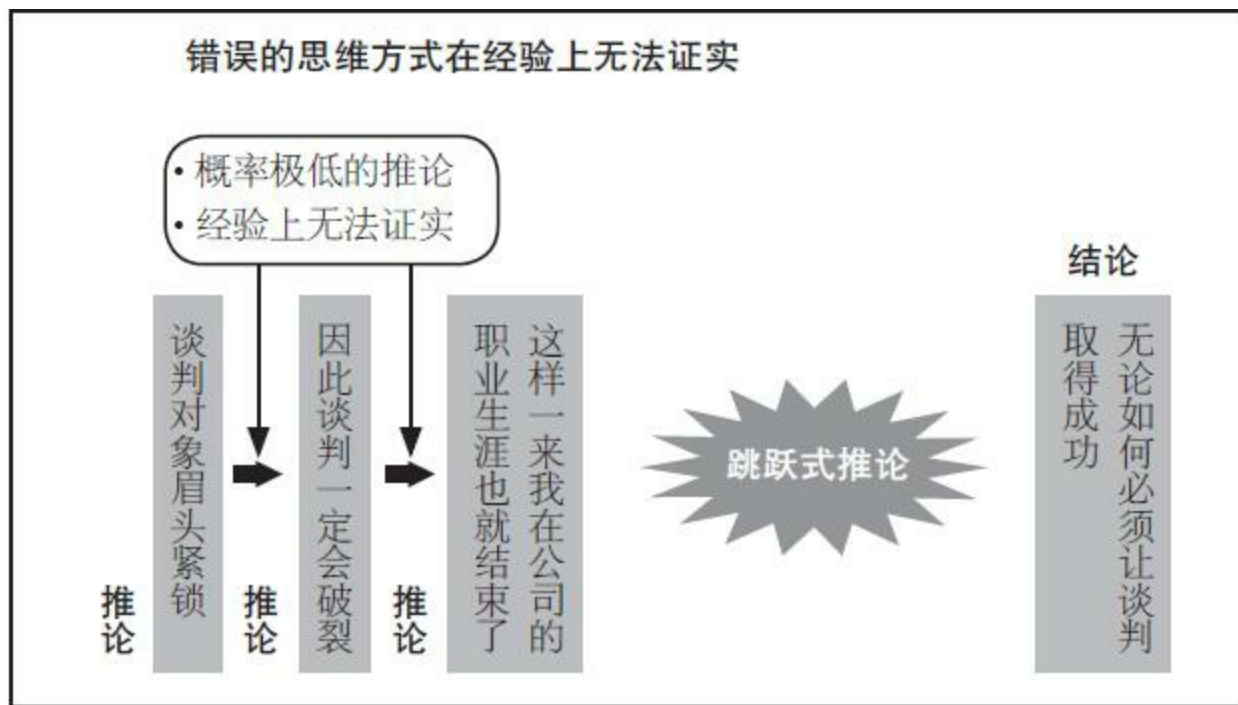 错误的思维方式在经验上无法证实
• 概率极低的推论
• 经验上无法证实
推论
谈判对象眉头紧锁
推论
因此谈判一定会破裂
推论
这样一来我在公司的
职业生涯也就结束了
跳跃式推论
结论
无论如何必须让谈判
取得成功